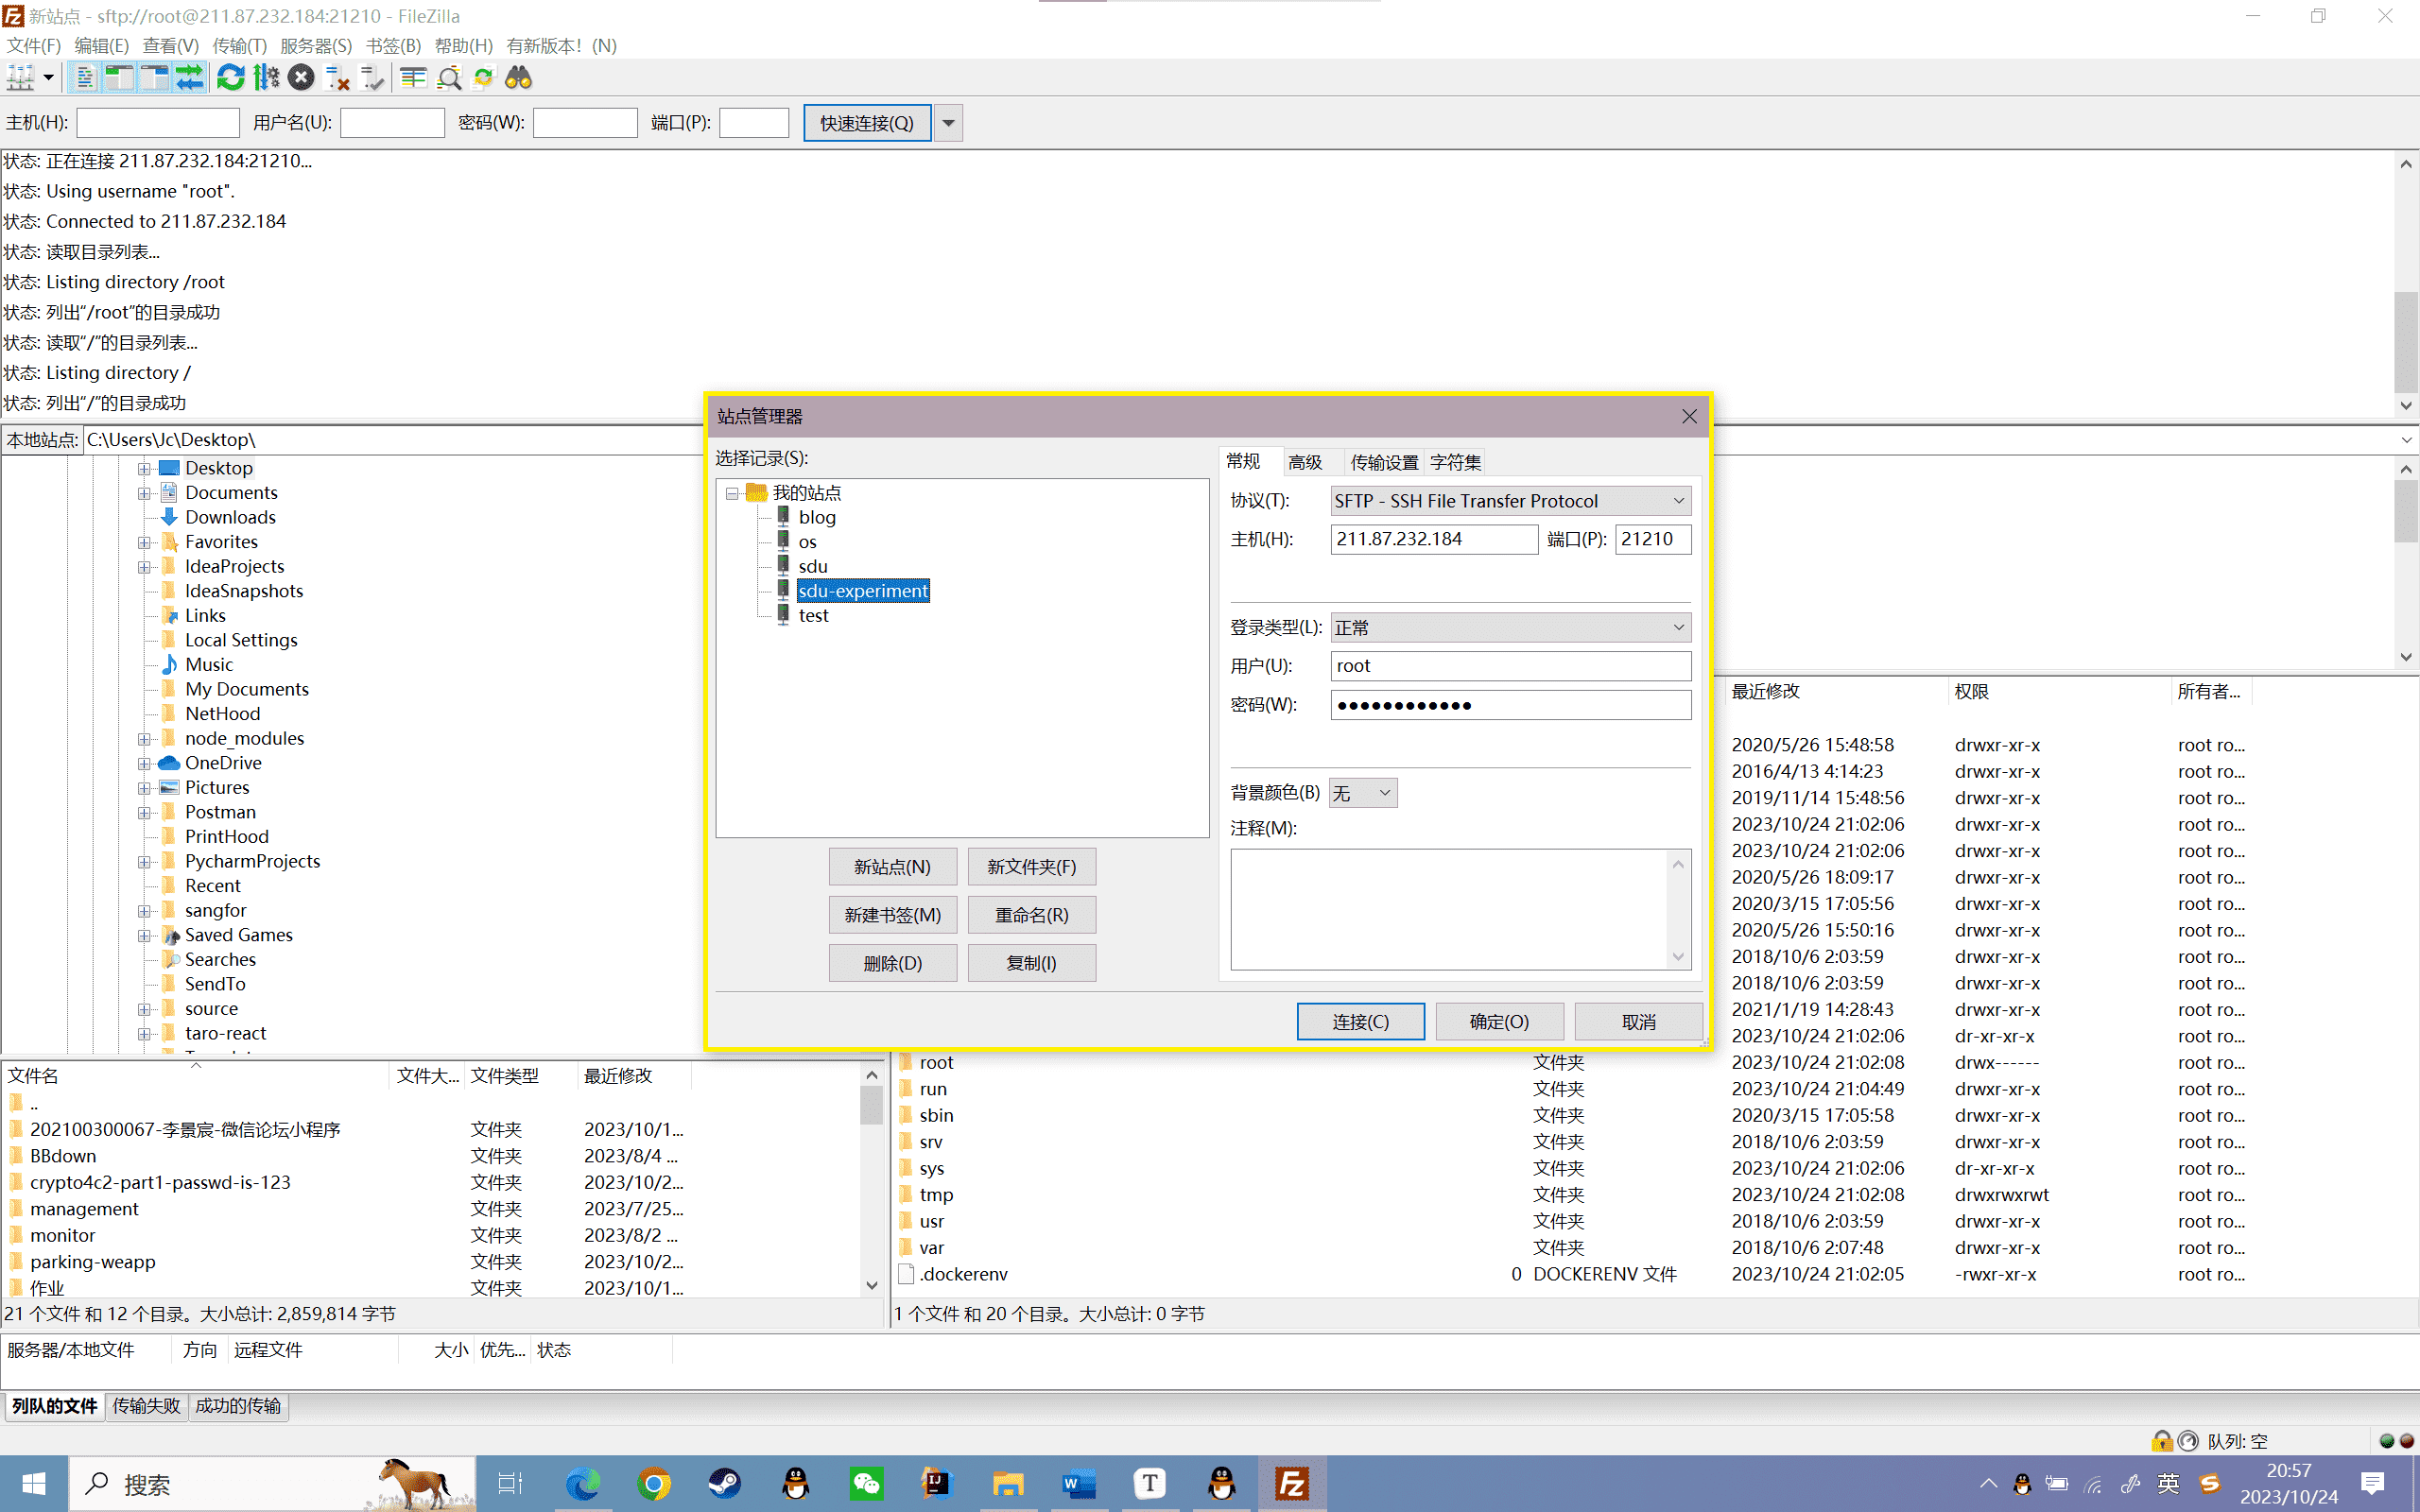 新站点 - sftp://root@211.87.232.184:21210 - FileZilla
文件(F) 编辑(E) 查看(V) 传输(T) 服务器(S) 书签(B) 帮助(H) 有新版本！(N)
主机(H): 用户名(U): 密码(W): 端口(P): 快速连接(Q)
状态: 正在连接 211.87.232.184:21210...
状态: Using username "root".
状态: Connected to 211.87.232.184
状态: 读取目录列表...
状态: Listing directory /root
状态: 列出“/root”的目录成功
状态: 读取“/”的目录列表...
状态: Listing directory /
状态: 列出“/”的目录成功
本地站点: C:\Users\Jc\Desktop\
Desktop
Documents
Downloads
Favorites
IdeaProjects
IdeaSnapshots
Links
Local Settings
Music
My Documents
NetHood
node_modules
OneDrive
Pictures
Postman
PrintHood
PycharmProjects
Recent
sangfor
Saved Games
Searches
SendTo
source
taro-react
站点管理器
选择记录(S):
我的站点
blog
os
sdu
sdu-experiment
test
新站点(N) 新文件夹(F)
新建书签(M) 重命名(R)
删除(D) 复制(I)
常规 高级 传输设置 字符集
协议(T): SFTP - SSH File Transfer Protocol
主机(H): 211.87.232.184 端口(P): 21210
登录类型(L): 正常
用户(U): root
密码(W): ●●●●●●●●●●●●
背景颜色(B) 无
注释(M):
连接(C) 确定(O) 取消
最近修改 权限 所有者...
2020/5/26 15:48:58 drwxr-xr-x root ro...
2016/4/13 4:14:23 drwxr-xr-x root ro...
2019/11/14 15:48:56 drwxr-xr-x root ro...
2023/10/24 21:02:06 drwxr-xr-x root ro...
2023/10/24 21:02:06 drwxr-xr-x root ro...
2020/5/26 18:09:17 drwxr-xr-x root ro...
2020/3/15 17:05:56 drwxr-xr-x root ro...
2020/5/26 15:50:16 drwxr-xr-x root ro...
2018/10/6 2:03:59 drwxr-xr-x root ro...
2018/10/6 2:03:59 drwxr-xr-x root ro...
2021/1/19 14:28:43 drwxr-xr-x root ro...
2023/10/24 21:02:06 dr-xr-xr-x root ro...
root 文件夹 2023/10/24 21:02:08 drwx------ root ro...
run 文件夹 2023/10/24 21:04:49 drwxr-xr-x root ro...
sbin 文件夹 2020/3/15 17:05:58 drwxr-xr-x root ro...
srv 文件夹 2018/10/6 2:03:59 drwxr-xr-x root ro...
sys 文件夹 2023/10/24 21:02:06 dr-xr-xr-x root ro...
tmp 文件夹 2023/10/24 21:02:08 drwxrwxrwt root ro...
usr 文件夹 2018/10/6 2:03:59 drwxr-xr-x root ro...
var 文件夹 2018/10/6 2:07:48 drwxr-xr-x root ro...
.dockerenv 0 DOCKERENV 文件 2023/10/24 21:02:05 -rwxr-xr-x root ro...
1 个文件 和 20 个目录。大小总计: 0 字节
文件名 文件大... 文件类型 最近修改
..
202100300067-李景宸-微信论坛小程序 文件夹 2023/10/1...
BBdown 文件夹 2023/8/4 ...
crypto4c2-part1-passwd-is-123 文件夹 2023/10/2...
management 文件夹 2023/7/25...
monitor 文件夹 2023/8/2 ...
parking-weapp 文件夹 2023/10/2...
作业 文件夹 2023/10/1...
21 个文件 和 12 个目录。大小总计: 2,859,814 字节
服务器/本地文件 方向 远程文件 大小 优先... 状态
列队的文件 传输失败 成功的传输
队列: 空
搜索
英
20:57
2023/10/24